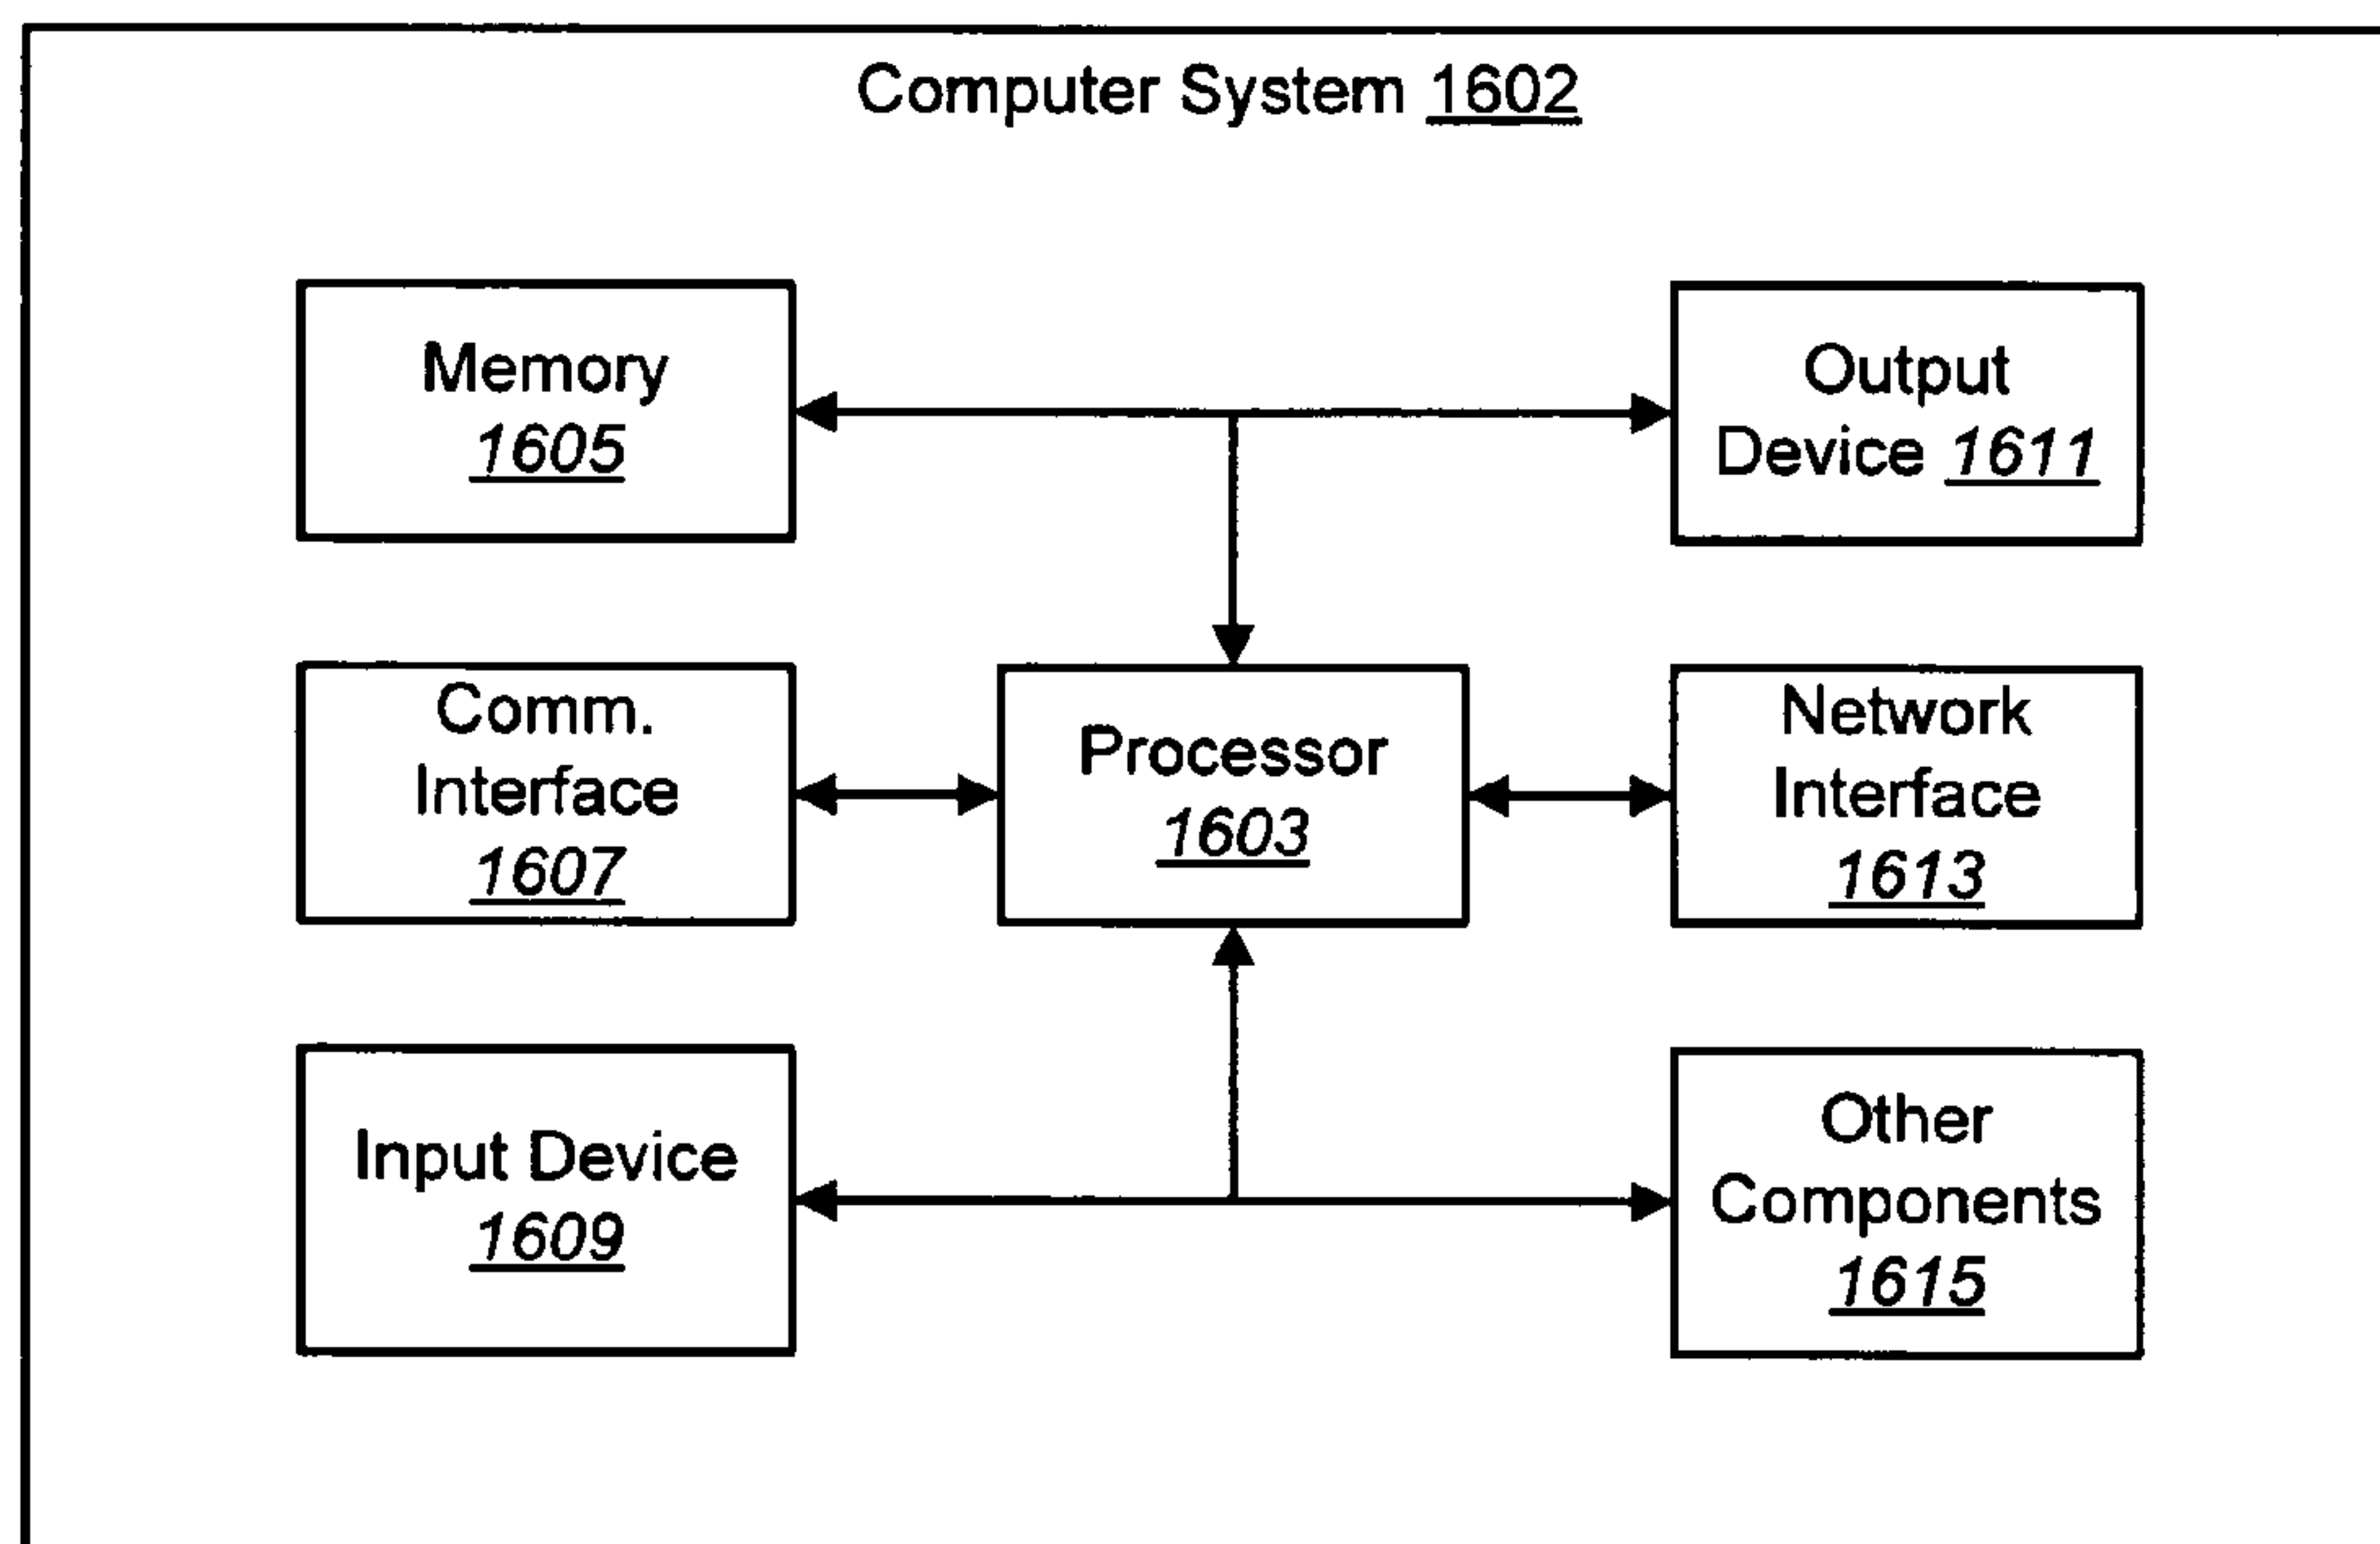 Computer System 1602
Memory
1605
Output
Device 1611
Comm.
Interface
1607
Processor
1603
Network
Interface
1613
Input Device
1609
Other
Components
1615